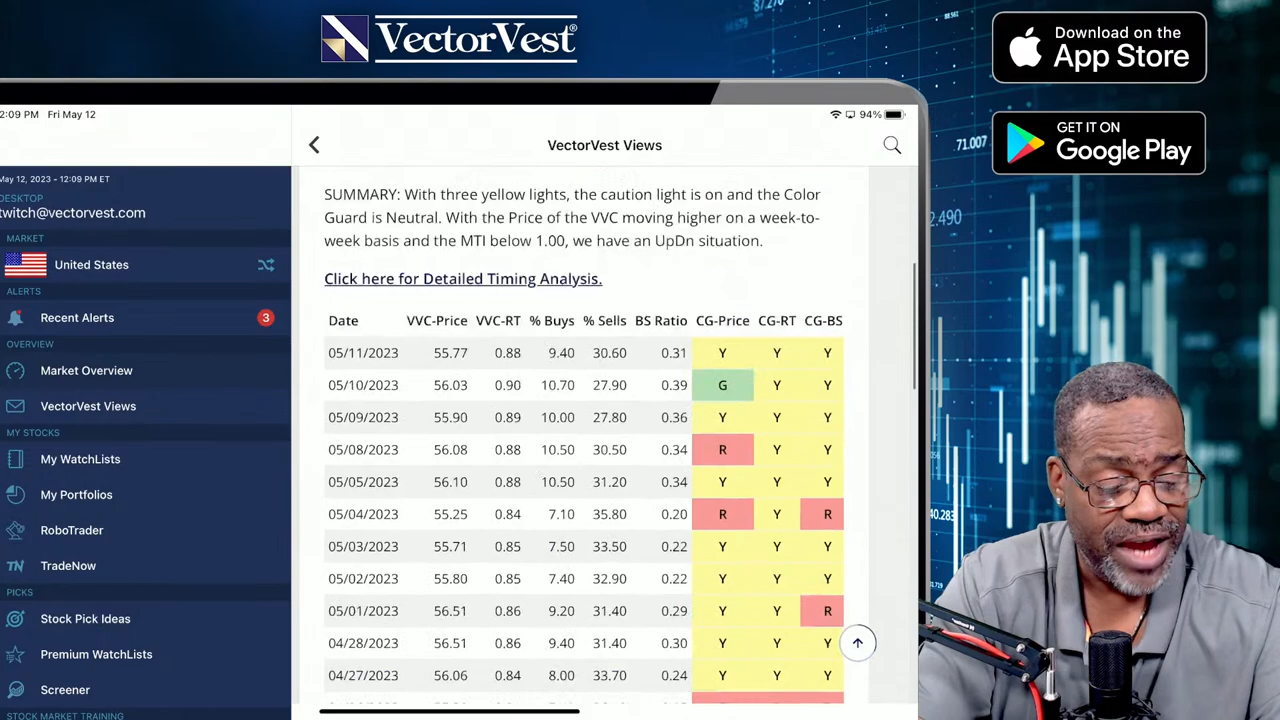 VectorVest®
Download on the
App Store
GET IT ON
Google Play
2:09 PM Fri May 12
94%
VectorVest Views
May 12, 2023 – 12:09 PM ET
DESKTOP
twitch@vectorvest.com
MARKET
United States
ALERTS
Recent Alerts 3
OVERVIEW
Market Overview
VectorVest Views
MY STOCKS
My WatchLists
My Portfolios
RoboTrader
TN TradeNow
PICKS
Stock Pick Ideas
Premium WatchLists
Screener
STOCK MARKET TRAINING
SUMMARY: With three yellow lights, the caution light is on and the Color
Guard is Neutral. With the Price of the VVC moving higher on a week-to-
week basis and the MTI below 1.00, we have an UpDn situation.
Click here for Detailed Timing Analysis.
Date VVC-Price VVC-RT % Buys % Sells BS Ratio CG-Price CG-RT CG-BS
05/11/2023 55.77 0.88 9.40 30.60 0.31 Y Y Y
05/10/2023 56.03 0.90 10.70 27.90 0.39 G Y Y
05/09/2023 55.90 0.89 10.00 27.80 0.36 Y Y Y
05/08/2023 56.08 0.88 10.50 30.50 0.34 R Y Y
05/05/2023 56.10 0.88 10.50 31.20 0.34 Y Y Y
05/04/2023 55.25 0.84 7.10 35.80 0.20 R Y R
05/03/2023 55.71 0.85 7.50 33.50 0.22 Y Y Y
05/02/2023 55.80 0.85 7.40 32.90 0.22 Y Y Y
05/01/2023 56.51 0.86 9.20 31.40 0.29 Y Y R
04/28/2023 56.51 0.86 9.40 31.40 0.30 Y Y Y
04/27/2023 56.06 0.84 8.00 33.70 0.24 Y Y Y
71.007
2.490
40.283